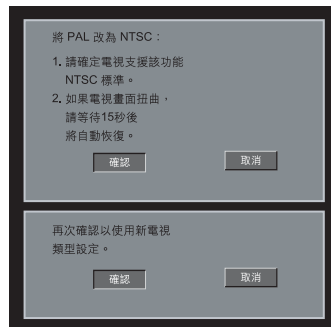 將 PAL 改為 NTSC：
1. 請確定電視支援該功能
NTSC 標準。
2. 如果電視畫面扭曲，
請等待15秒後
將自動恢復。
確認 取消
再次確認以使用新電視
類型設定。
確認 取消